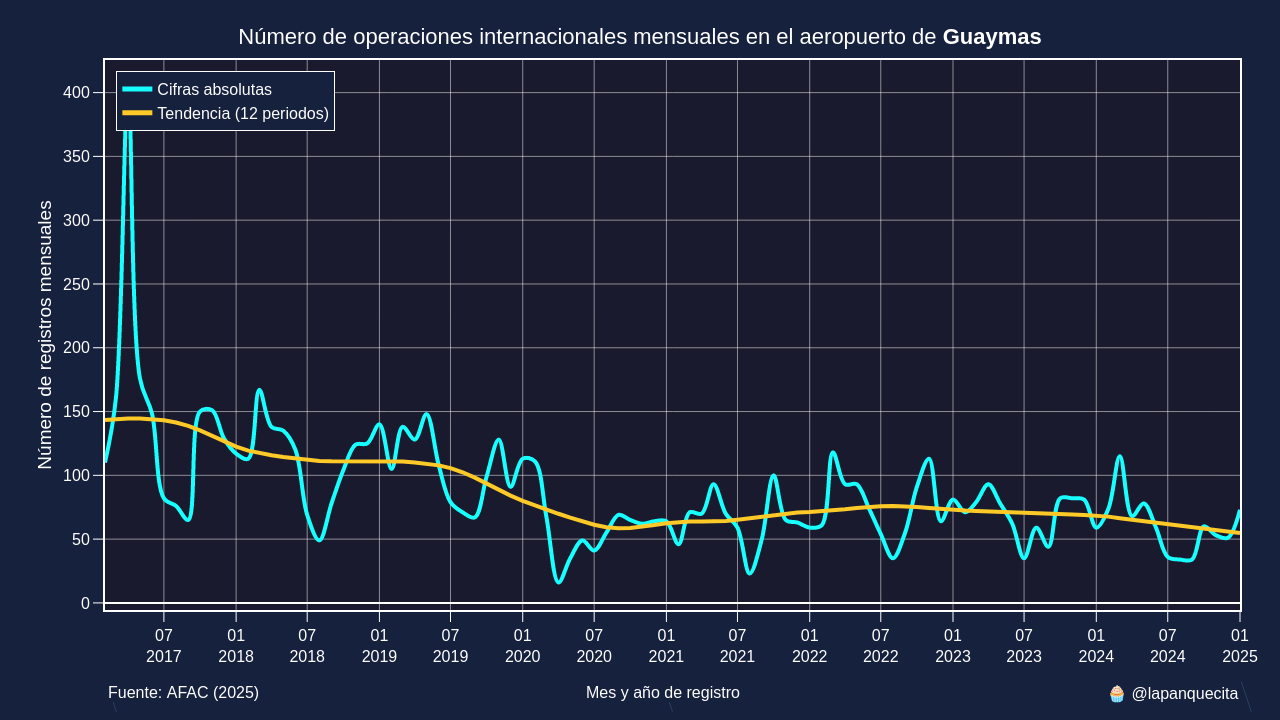 Número de operaciones internacionales mensuales en el aeropuerto de Guaymas
Cifras absolutas
Tendencia (12 periodos)
Número de registros mensuales
400
350
300
250
200
150
100
50
0
07 01 07 01 07 01 07 01 07 01 07 01 07 01 07 01
2017 2018 2018 2019 2019 2020 2020 2021 2021 2022 2022 2023 2023 2024 2024 2025
Fuente: AFAC (2025) Mes y año de registro 🧁 @lapanquecita